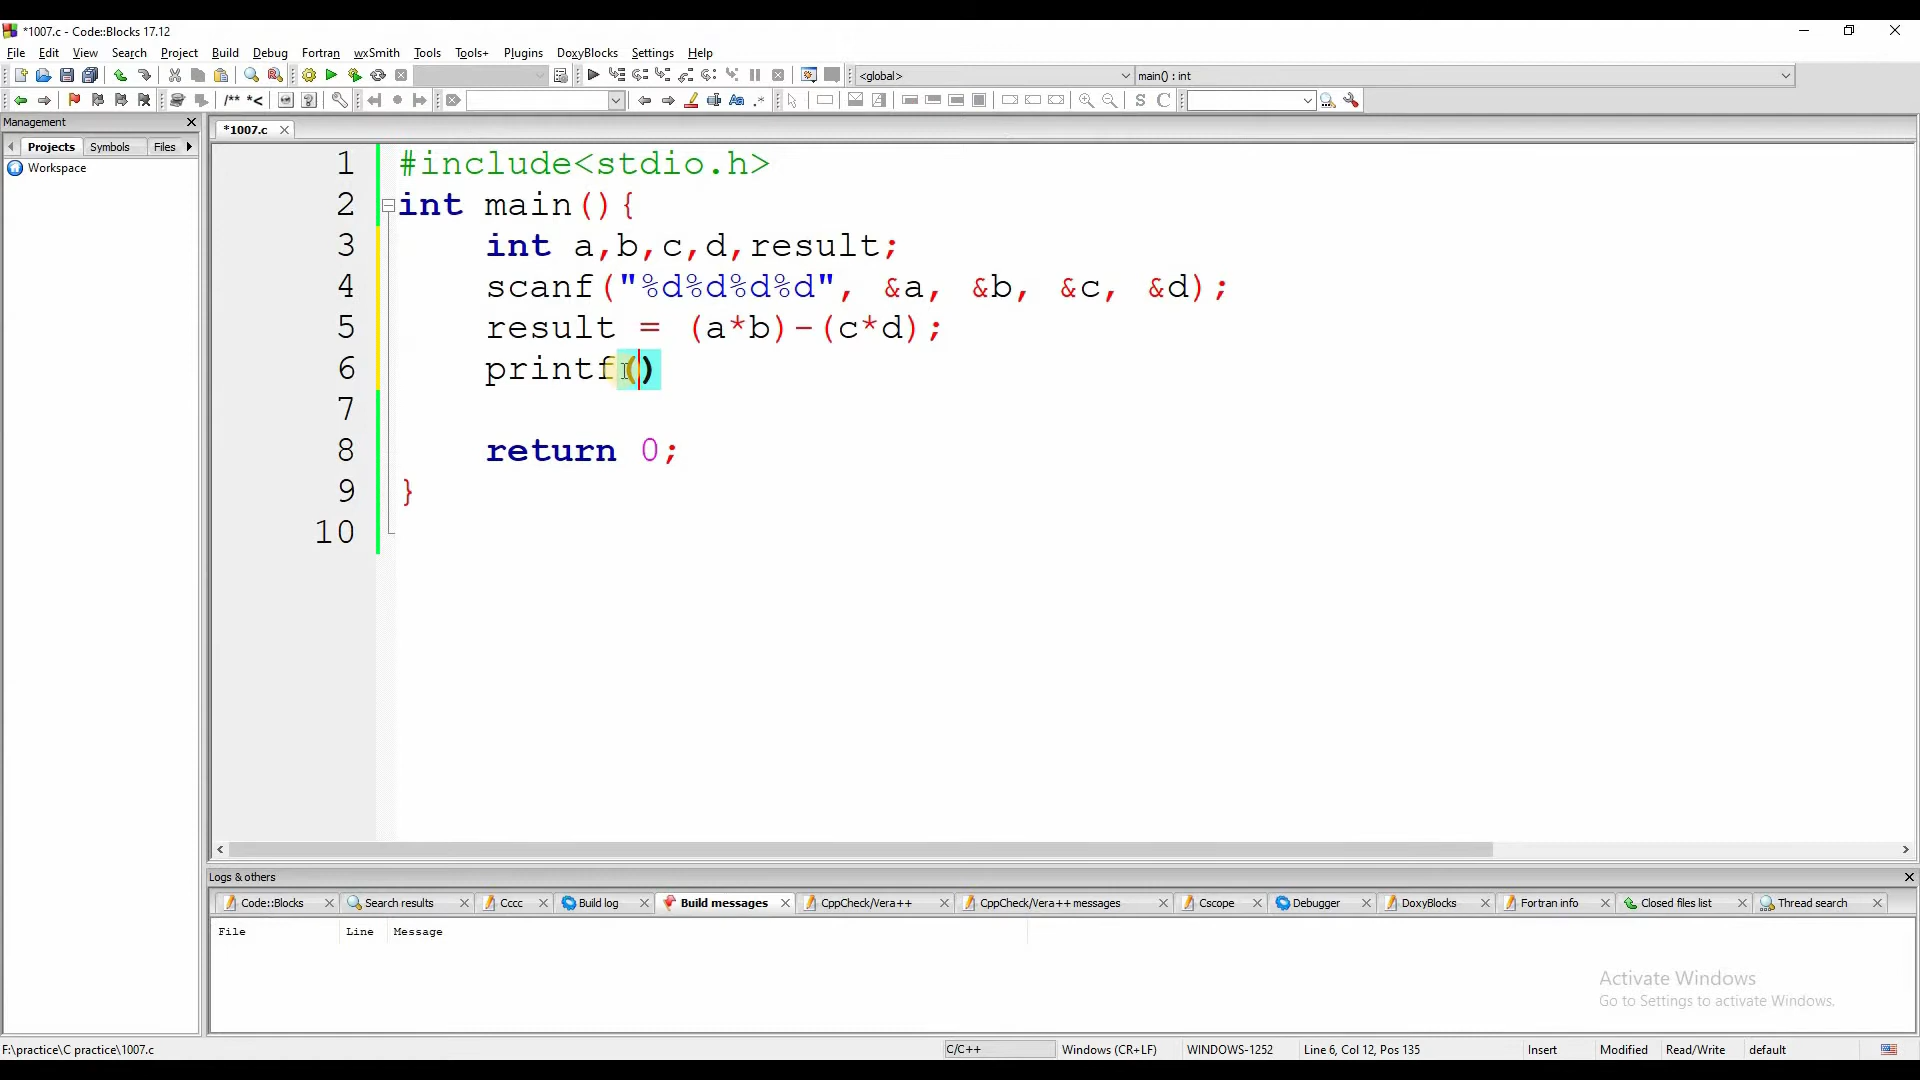 *1007.c - Code::Blocks 17.12
File Edit View Search Project Build Debug Fortran wxSmith Tools Tools+ Plugins DoxyBlocks Settings Help
<global> main() : int
/** *< S C
Management
Projects Symbols Files
Workspace
*1007.c
1 #include<stdio.h>
2 int main(){
3 int a,b,c,d,result;
4 scanf("%d%d%d%d", &a, &b, &c, &d);
5 result = (a*b)-(c*d);
6 printf()
7
8 return 0;
9 }
10
Logs & others
Code::Blocks Search results Cccc Build log Build messages CppCheck/Vera++ CppCheck/Vera++ messages Cscope Debugger DoxyBlocks Fortran info Closed files list Thread search
File Line Message
Activate Windows
Go to Settings to activate Windows.
F:\practice\C practice\1007.c C/C++ Windows (CR+LF) WINDOWS-1252 Line 6, Col 12, Pos 135 Insert Modified Read/Write default